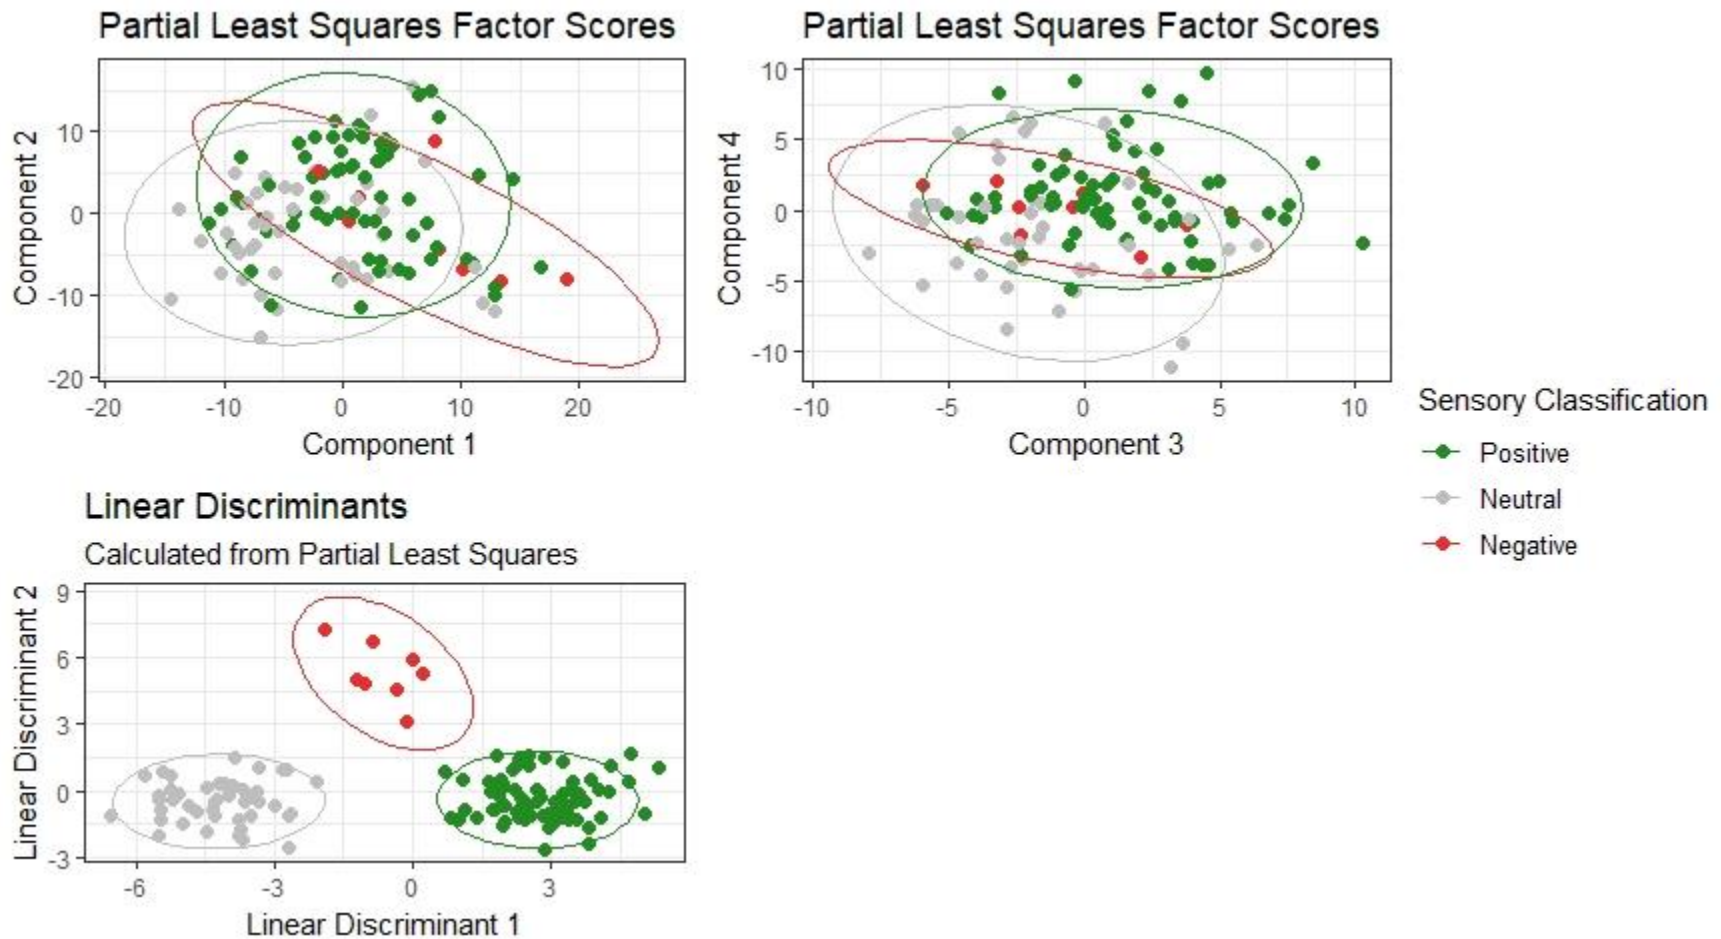 Partial Least Squares Factor Scores
Component 2
10
0
-10
-20
-20 -10 0 10 20
Component 1
Partial Least Squares Factor Scores
Component 4
10
5
0
-5
-10
-10 -5 0 5 10
Component 3
Sensory Classification
Positive
Neutral
Negative
Linear Discriminants
Calculated from Partial Least Squares
Linear Discriminant 2
9
6
3
0
-3
-6 -3 0 3
Linear Discriminant 1